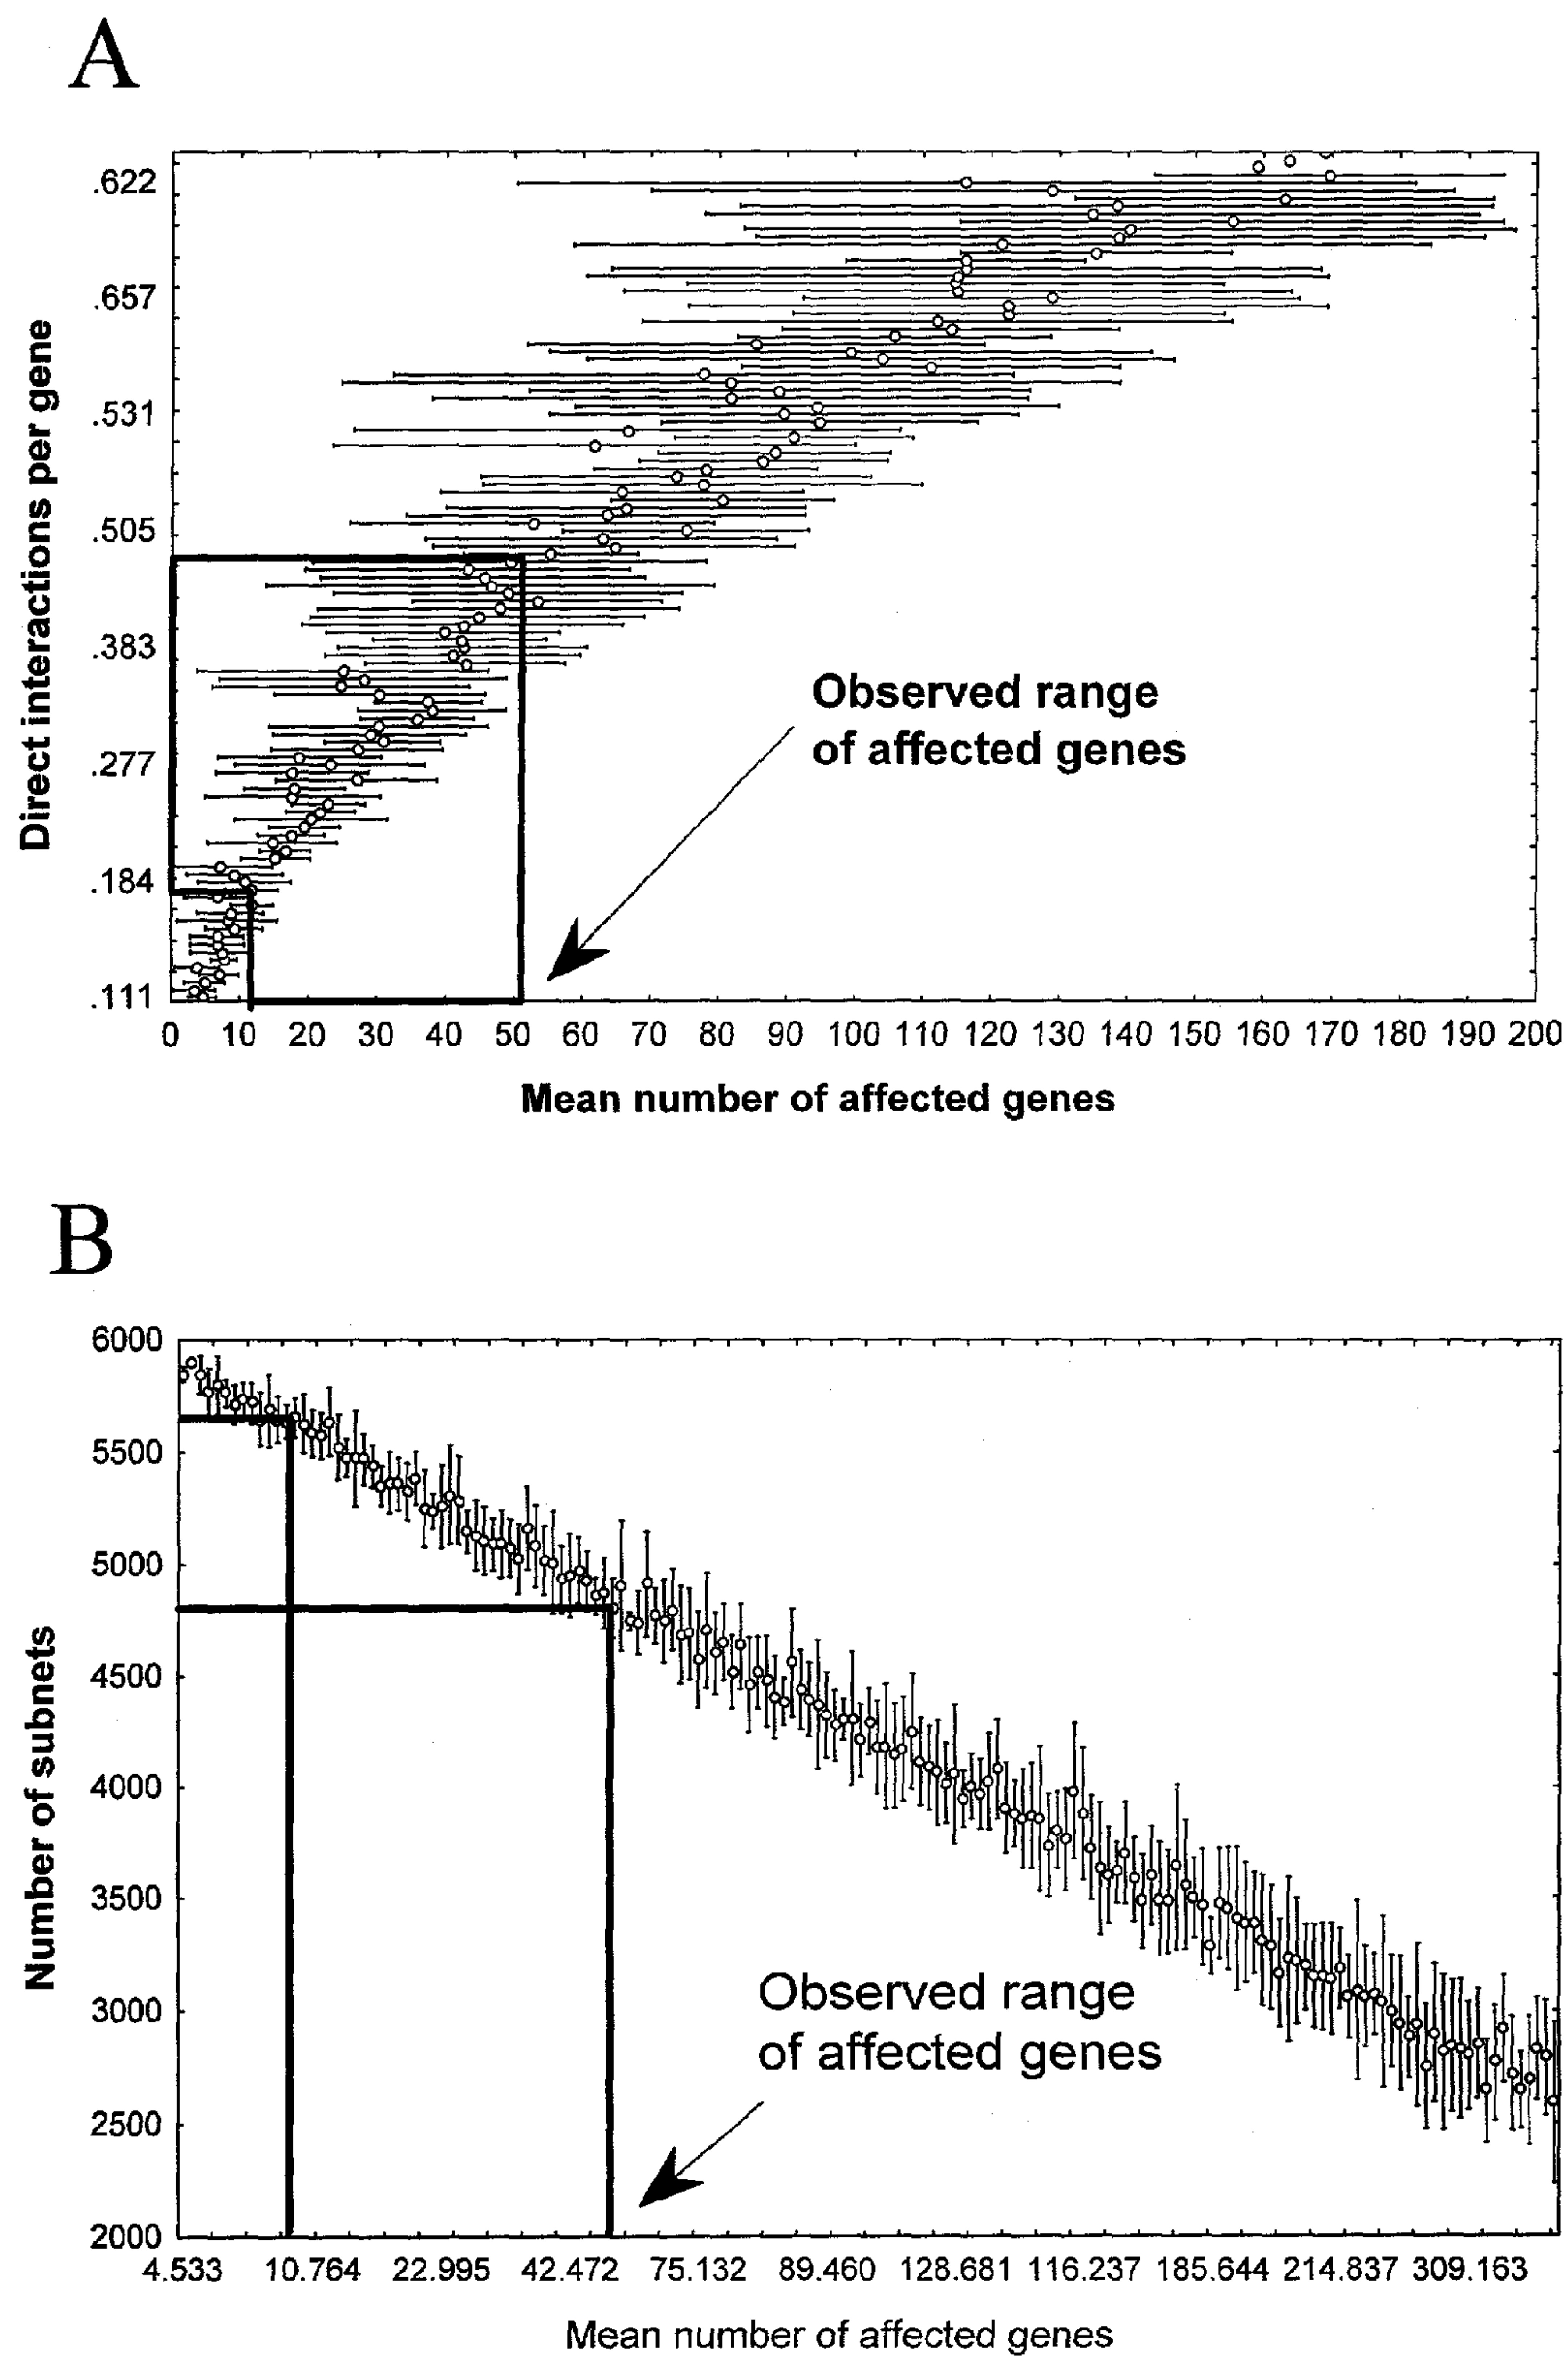 A
.622
.657
.531
.505
.383
.277
.184
.111
Direct interactions per gene
Observed range
of affected genes
0 10 20 30 40 50 60 70 80 90 100 110 120 130 140 150 160 170 180 190 200
Mean number of affected genes
B
6000
5500
5000
4500
4000
3500
3000
2500
2000
Number of subnets
Observed range
of affected genes
4.533 10.764 22.995 42.472 75.132 89.460 128.681 116.237 185.644 214.837 309.163
Mean number of affected genes